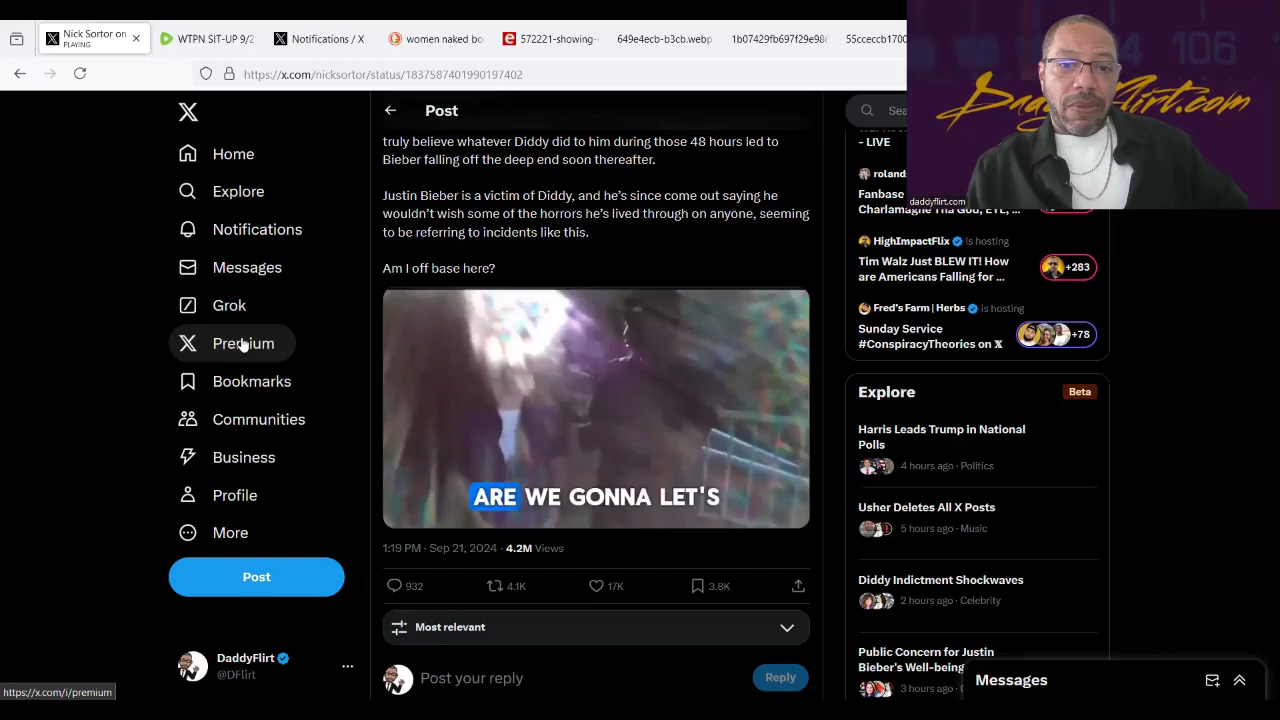 Nick Sortor on
PLAYING
WTPN SIT-UP 9/2
Notifications / X
women naked bo
572221-showing-
649e4ecb-b3cb.webp
1b07429fb697f29e98
55cceccb1700
https://x.com/nicksortor/status/1837587401990197402
106
DaddyFlirt.com
daddyflirt.com
Home
Explore
Notifications
Messages
Grok
Premium
Bookmarks
Communities
Business
Profile
More
Post
DaddyFlirt
@DFlirt
https://x.com/i/premium
Post
truly believe whatever Diddy did to him during those 48 hours led to
Bieber falling off the deep end soon thereafter.
Justin Bieber is a victim of Diddy, and he's since come out saying he
wouldn't wish some of the horrors he's lived through on anyone, seeming
to be referring to incidents like this.
Am I off base here?
ARE WE GONNA LET'S
1:19 PM · Sep 21, 2024 · 4.2M Views
932
4.1K
17K
3.8K
Most relevant
Post your reply
Reply
Sea
- LIVE
rolands
Fanbase
Charlamagne Tha God, EYL, ...
HighImpactFlix is hosting
Tim Walz Just BLEW IT! How
are Americans Falling for ...
+283
Fred's Farm | Herbs is hosting
Sunday Service
#ConspiracyTheories on X
+78
Explore
Beta
Harris Leads Trump in National
Polls
4 hours ago · Politics
Usher Deletes All X Posts
5 hours ago · Music
Diddy Indictment Shockwaves
2 hours ago · Celebrity
Public Concern for Justin
Bieber's Well-being
3 hours ago · C
Messages